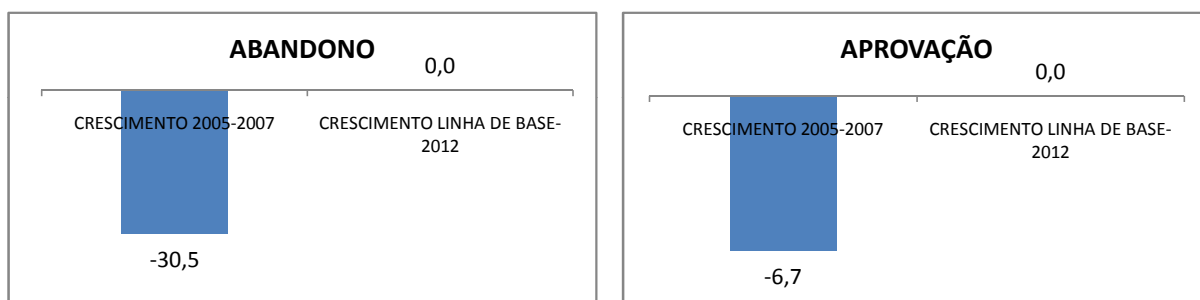 ABANDONO
0,0
CRESCIMENTO 2005-2007
CRESCIMENTO LINHA DE BASE-
2012
-30,5
APROVAÇÃO
0,0
CRESCIMENTO 2005-2007
CRESCIMENTO LINHA DE BASE-
2012
-6,7